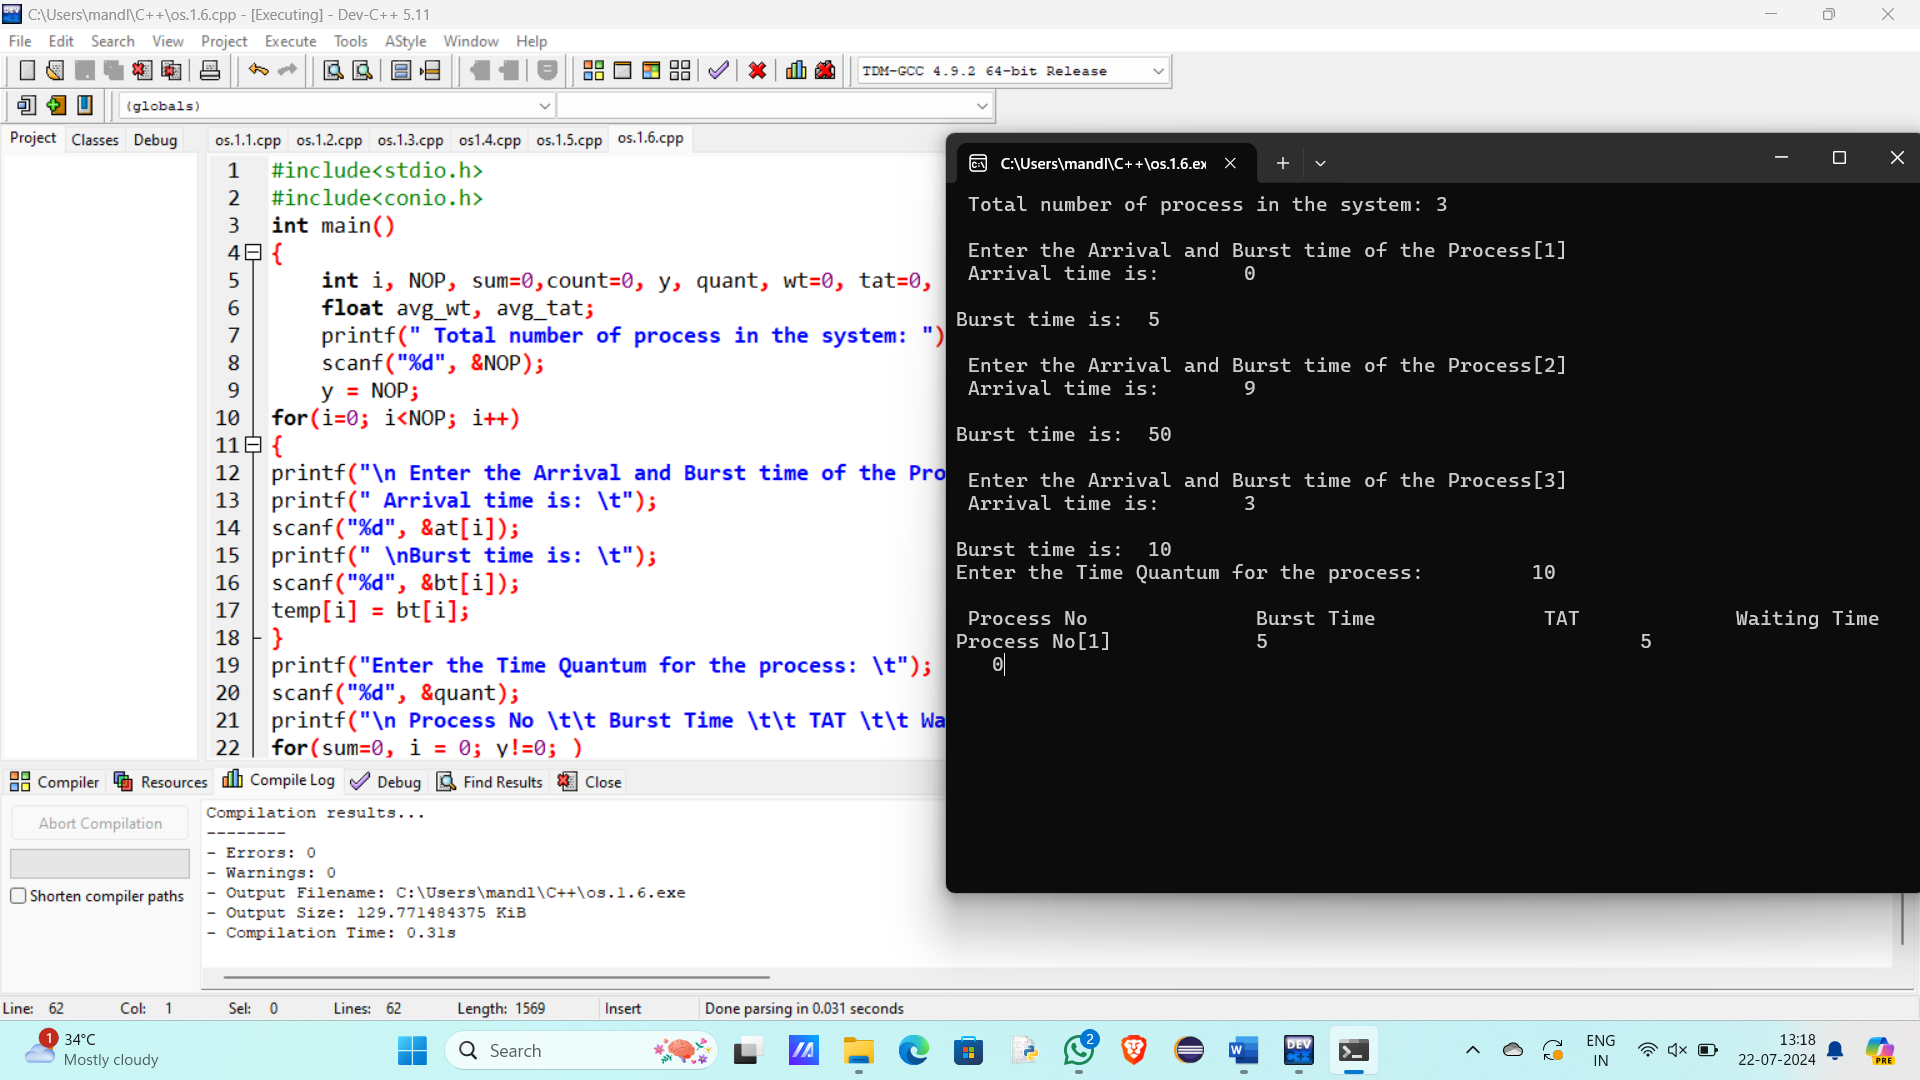 C:\Users\mandl\C++\os.1.6.cpp - [Executing] - Dev-C++ 5.11
File Edit Search View Project Execute Tools AStyle Window Help
TDM-GCC 4.9.2 64-bit Release
(globals)
Project Classes Debug
os.1.1.cpp os.1.2.cpp os.1.3.cpp os1.4.cpp os.1.5.cpp os.1.6.cpp
1 #include<stdio.h>
2 #include<conio.h>
3 int main()
4 {
5 int i, NOP, sum=0,count=0, y, quant, wt=0, tat=0,
6 float avg_wt, avg_tat;
7 printf(" Total number of process in the system: ")
8 scanf("%d", &NOP);
9 y = NOP;
10 for(i=0; i<NOP; i++)
11 {
12 printf("\n Enter the Arrival and Burst time of the Pro
13 printf(" Arrival time is: \t");
14 scanf("%d", &at[i]);
15 printf(" \nBurst time is: \t");
16 scanf("%d", &bt[i]);
17 temp[i] = bt[i];
18 }
19 printf("Enter the Time Quantum for the process: \t");
20 scanf("%d", &quant);
21 printf("\n Process No \t\t Burst Time \t\t TAT \t\t Wa
22 for(sum=0, i = 0; y!=0; )
C:\Users\mandl\C++\os.1.6.ex
Total number of process in the system: 3
Enter the Arrival and Burst time of the Process[1]
Arrival time is: 0
Burst time is: 5
Enter the Arrival and Burst time of the Process[2]
Arrival time is: 9
Burst time is: 50
Enter the Arrival and Burst time of the Process[3]
Arrival time is: 3
Burst time is: 10
Enter the Time Quantum for the process: 10
Process No Burst Time TAT Waiting Time
Process No[1] 5 5
0
Compiler Resources Compile Log Debug Find Results Close
Abort Compilation
Shorten compiler paths
Compilation results...
--------
- Errors: 0
- Warnings: 0
- Output Filename: C:\Users\mandl\C++\os.1.6.exe
- Output Size: 129.771484375 KiB
- Compilation Time: 0.31s
Line: 62 Col: 1 Sel: 0 Lines: 62 Length: 1569 Insert Done parsing in 0.031 seconds
1
34°C
Mostly cloudy
Search
2
W
DEV
C++
ENG
IN
13:18
22-07-2024
PRE